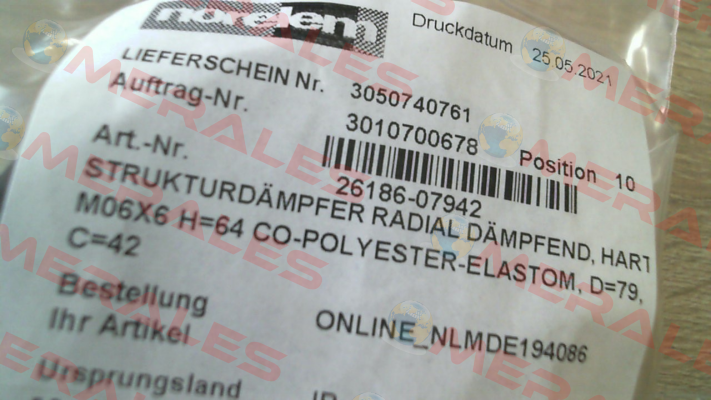 norelem
Druckdatum 25.05.2021
LIEFERSCHEIN Nr. 3050740761
Auftrag-Nr. 3010700678 Position 10
Art.-Nr. 26186-07942
STRUKTURDÄMPFER RADIAL DÄMPFEND, HART
M06X6 H=64 CO-POLYESTER-ELASTOM, D=79,
C=42
Bestellung ONLINE_NLMDE194086
Ihr Artikel
Ursprungsland
MERALES